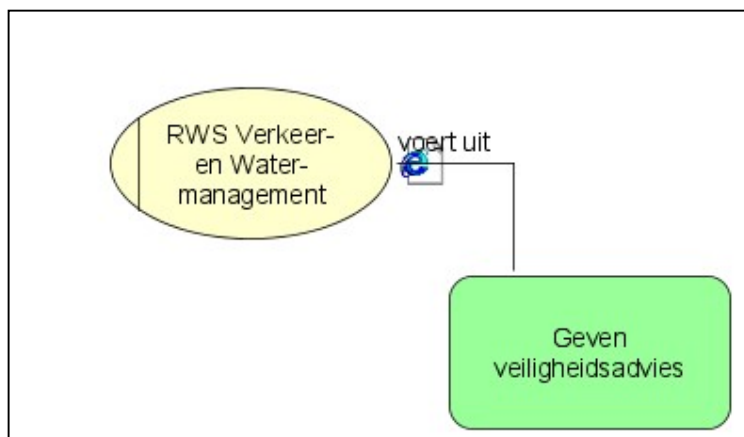 RWS Verkeer-
en Water-
management
voert uit
Geven
veiligheidsadvies